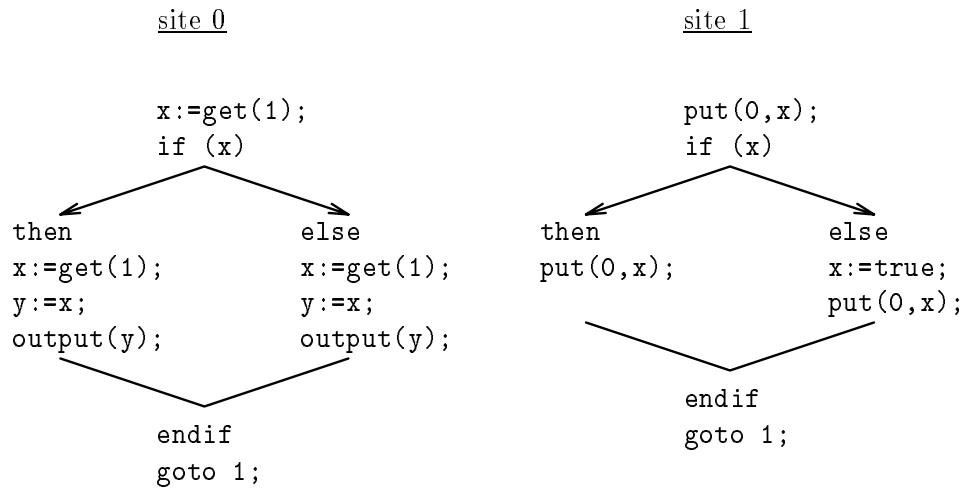 site 0
x:=get(1);
if (x)
then
x:=get(1);
y:=x;
output(y);
else
x:=get(1);
y:=x;
output(y);
endif
goto 1;
site 1
put(0,x);
if (x)
then
put(0,x);
else
x:=true;
put(0,x);
endif
goto 1;